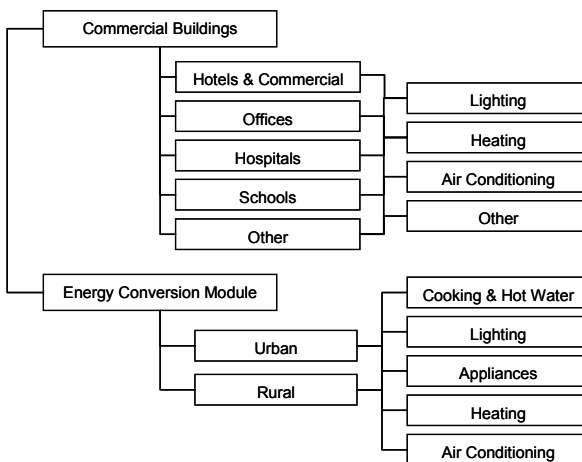 Commercial Buildings
Hotels & Commercial
Offices
Hospitals
Schools
Other
Lighting
Heating
Air Conditioning
Other
Energy Conversion Module
Urban
Rural
Cooking & Hot Water
Lighting
Appliances
Heating
Air Conditioning